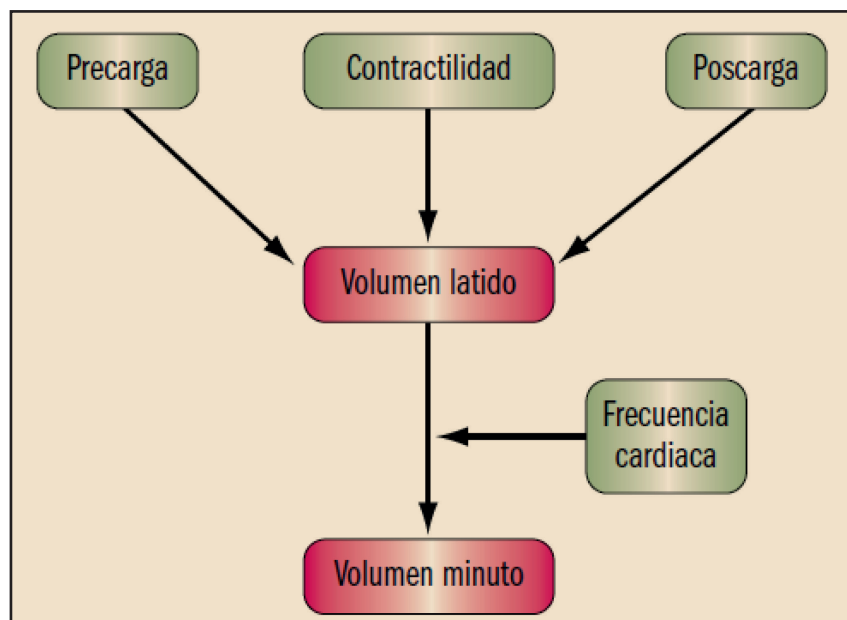 Precarga
Contractilidad
Poscarga
Volumen latido
Frecuencia
cardiaca
Volumen minuto